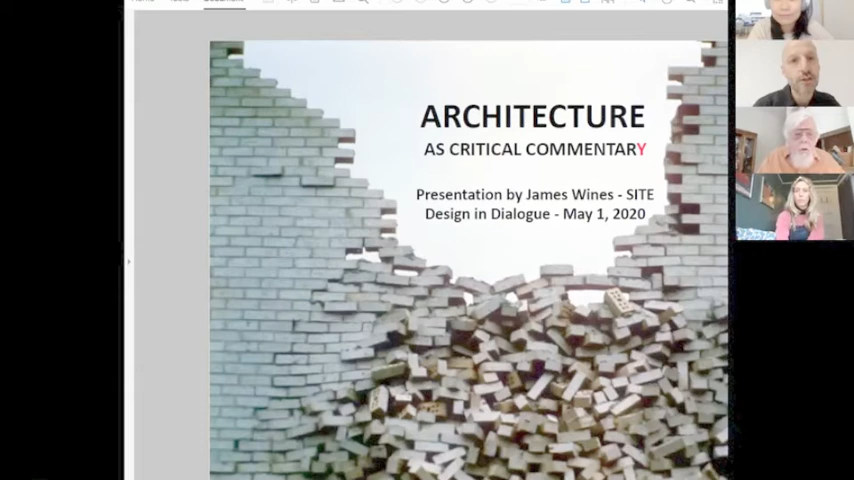 ARCHITECTURE
AS CRITICAL COMMENTARY
Presentation by James Wines - SITE
Design in Dialogue - May 1, 2020